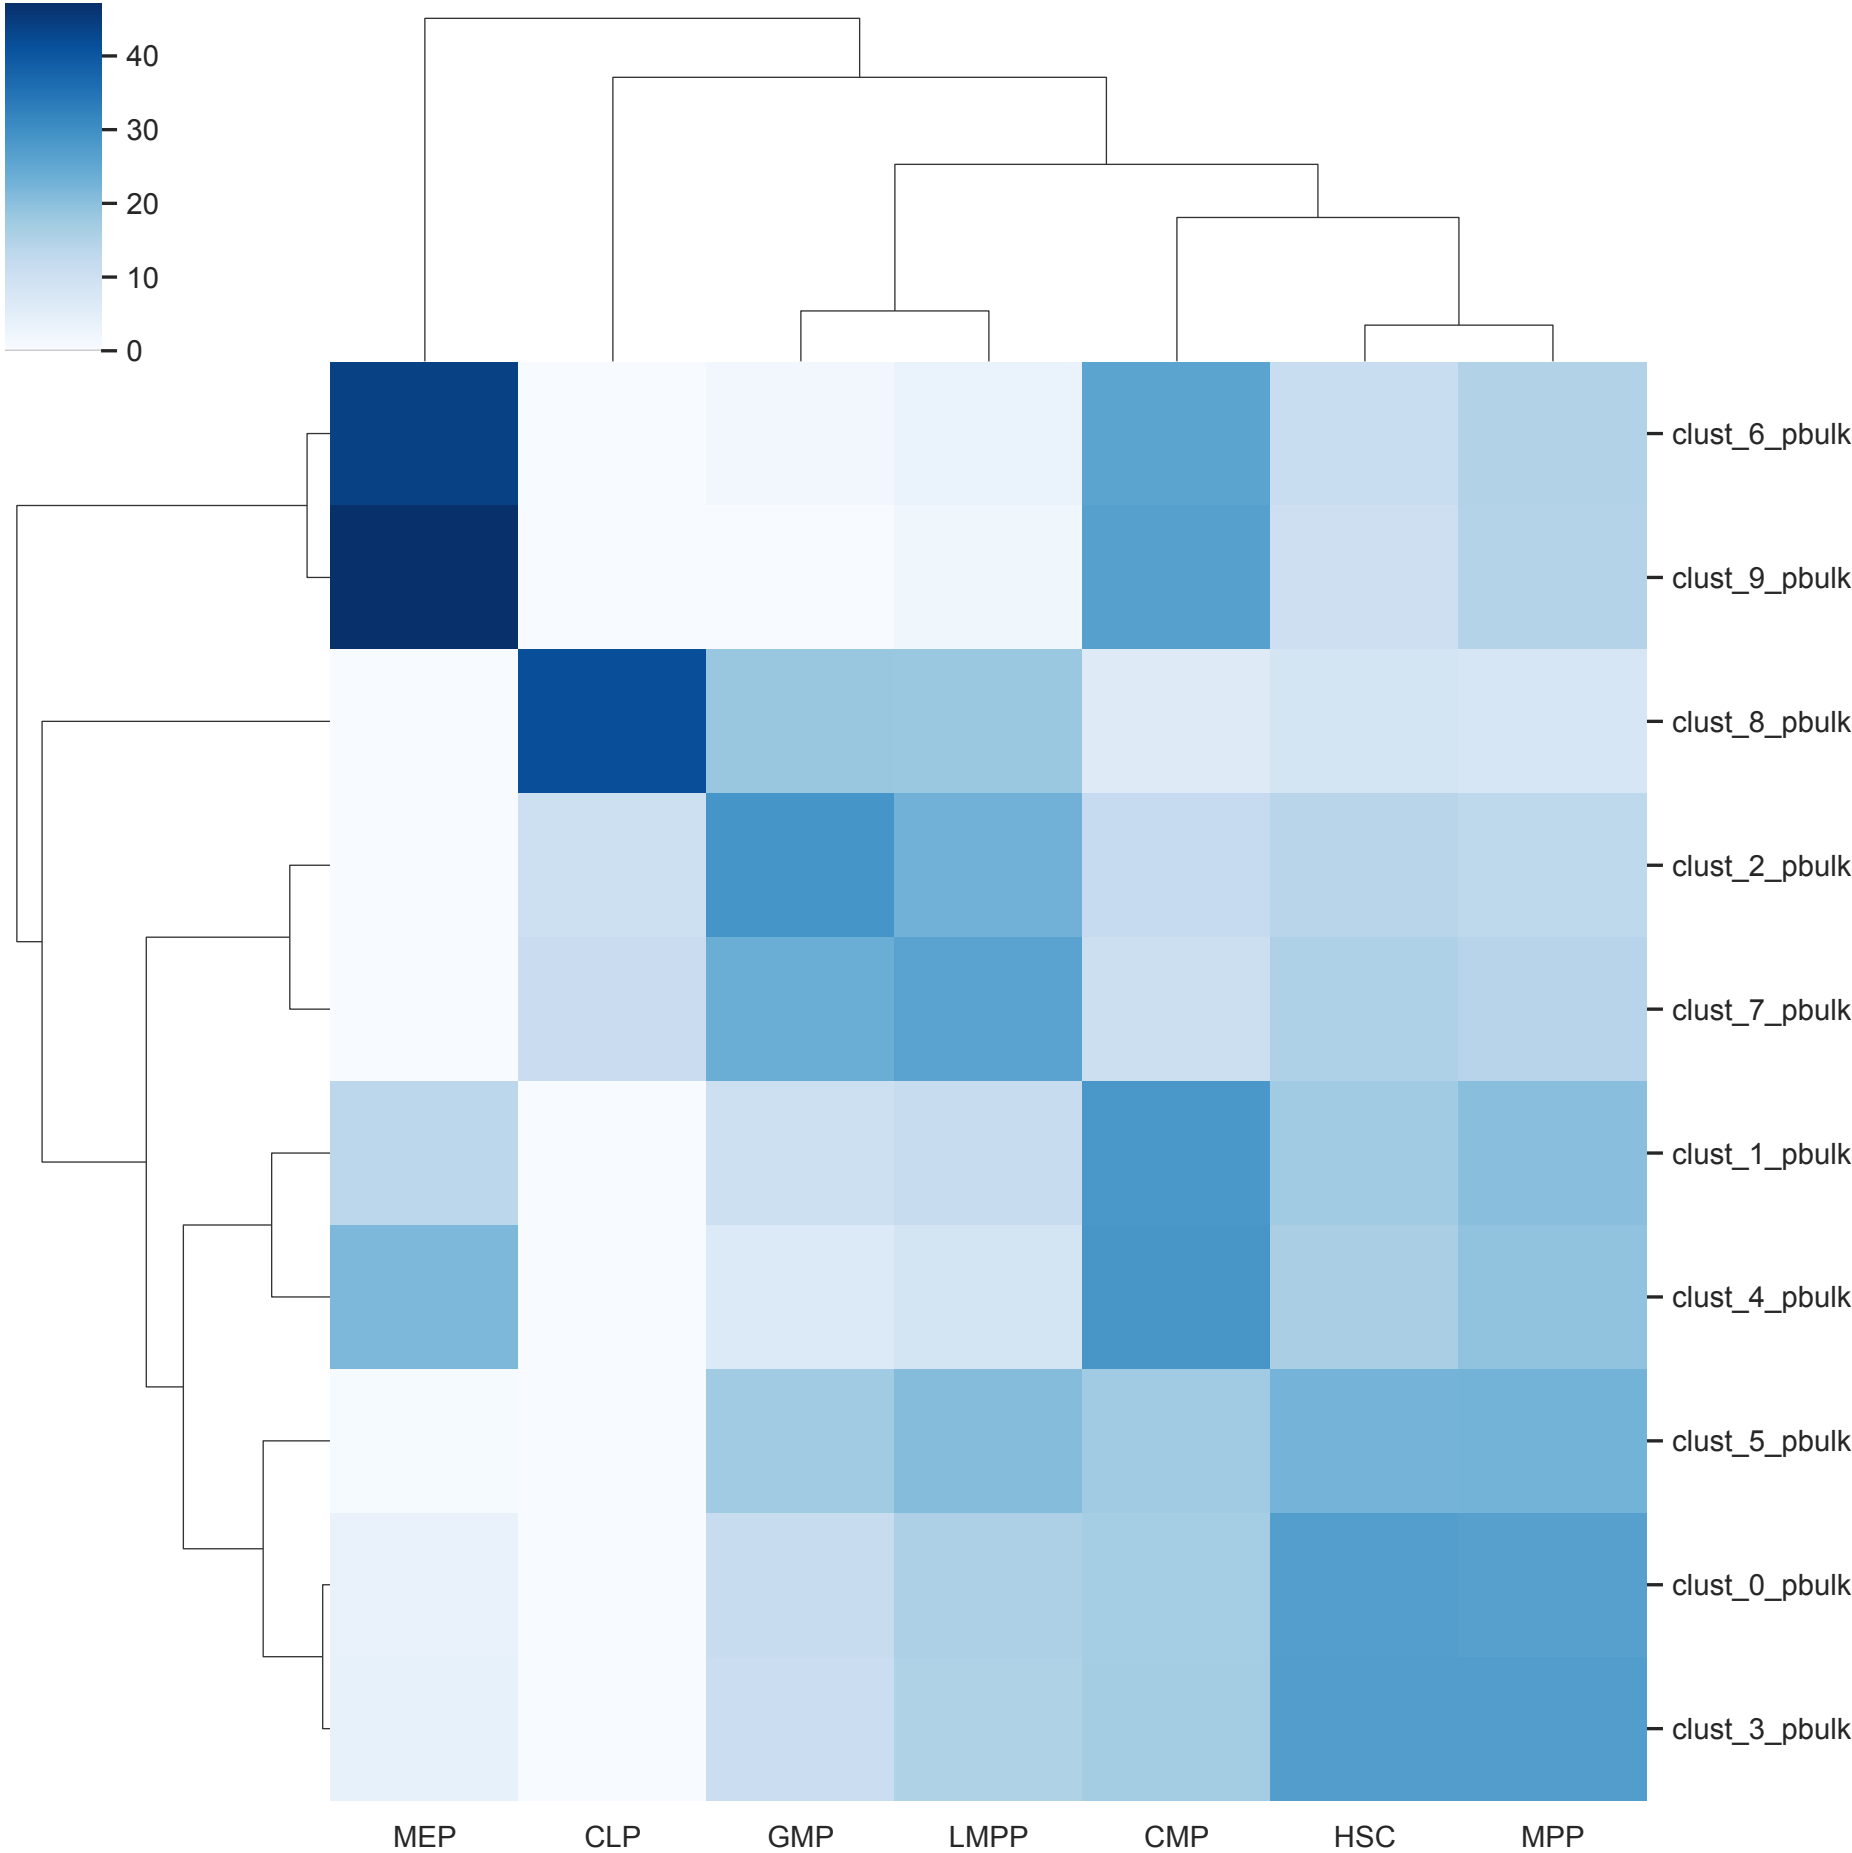 40
30
20
10
0
clust_6_pbulk
clust_9_pbulk
clust_8_pbulk
clust_2_pbulk
clust_7_pbulk
clust_1_pbulk
clust_4_pbulk
clust_5_pbulk
clust_0_pbulk
clust_3_pbulk
MEP CLP GMP LMPP CMP HSC MPP